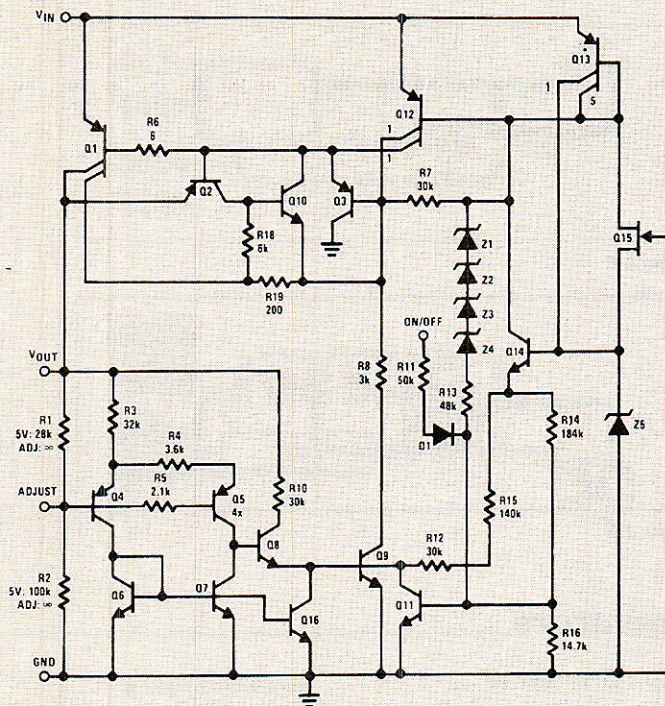 VIN
Q13
1
5
Q12
1
1
R6
6
Q1
Q2
Q10
Q3
R7
30k
R18
6k
R19
200
Z1
Z2
Z3
Z4
Q15
ON/OFF
R11
50k
R13
48k
Q14
D1
VOUT
R8
3k
R1
5V: 28k
ADJ: ∞
R3
32k
R4
3.6k
R5
2.1k
ADJUST
Q4
Q5
4x
R10
30k
Q8
R14
184k
R15
140k
Z5
R2
5V: 100k
ADJ: ∞
Q6
Q7
Q16
Q9
R12
30k
Q11
R16
14.7k
GND